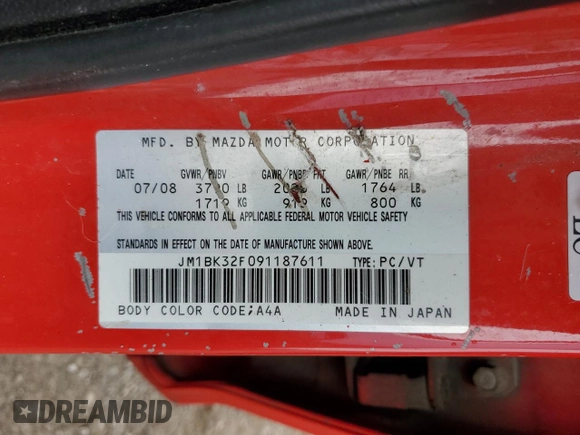 MFD. BY MAZDA MOTOR CORPORATION
DATE GVWR/PNBV GAWR/PNBE FRT GAWR/PNBE RR
07/08 LB LB 1764 LB
1719 KG 919 KG 800 KG
THIS VEHICLE CONFORMS TO ALL APPLICABLE FEDERAL MOTOR VEHICLE SAFETY
STANDARDS IN EFFECT ON THE DATE OF MANUFACTURE SHOWN ABOVE.
JM1BK32F091187611 TYPE: PC/VT
BODY COLOR CODE;A4A MADE IN JAPAN
DREAMBID